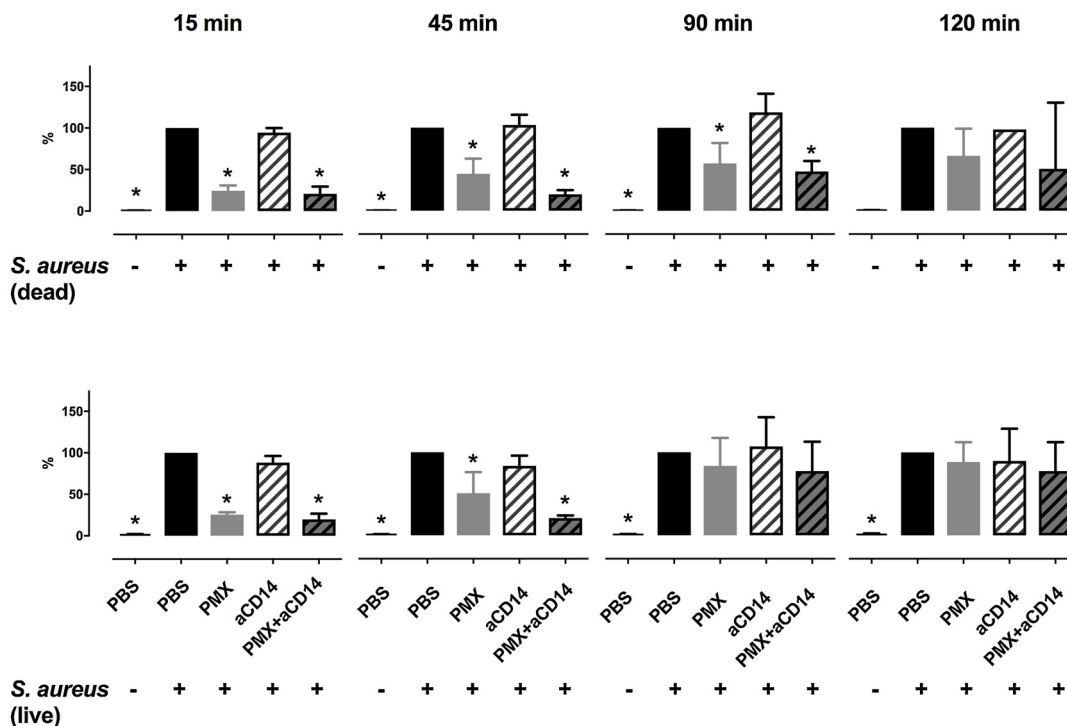 15 min 45 min 90 min 120 min
150
100
%
50
0
* * * * * * * * *
S. aureus - + + + + - + + + + - + + + + - + + + +
(dead)
150
100
%
50
0
* * * * * * * *
PBS PBS PMX aCD14 PMX+aCD14 PBS PBS PMX aCD14 PMX+aCD14 PBS PBS PMX aCD14 PMX+aCD14 PBS PBS PMX aCD14 PMX+aCD14
S. aureus - + + + + - + + + + - + + + + - + + + +
(live)